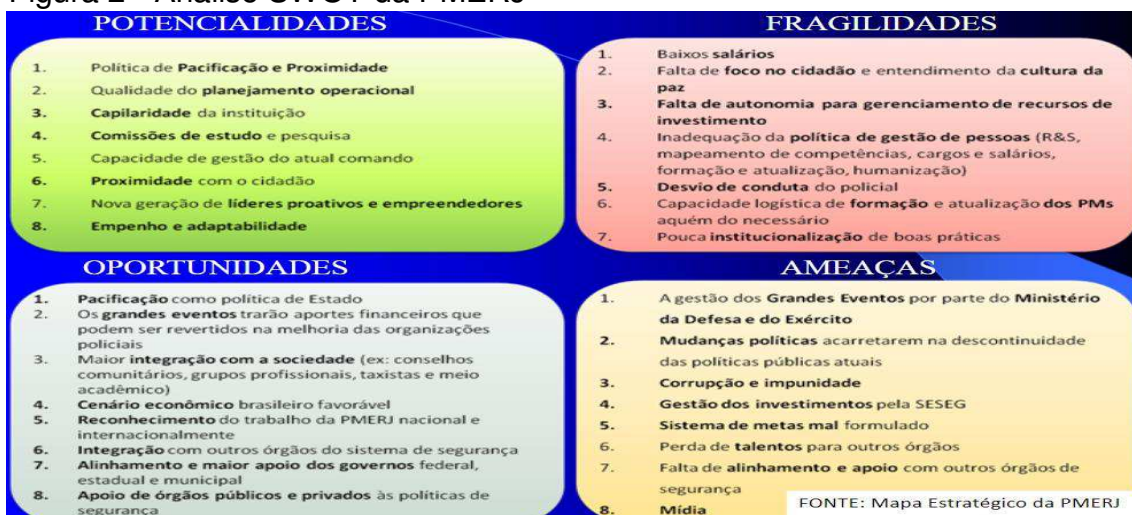 Figura 2 - Análise SWOT da PMERJ
POTENCIALIDADES
1. Política de Pacificação e Proximidade
2. Qualidade do planejamento operacional
3. Capilaridade da instituição
4. Comissões de estudo e pesquisa
5. Capacidade de gestão do atual comando
6. Proximidade com o cidadão
7. Nova geração de líderes proativos e empreendedores
8. Empenho e adaptabilidade
FRAGILIDADES
1. Baixos salários
2. Falta de foco no cidadão e entendimento da cultura da
paz
3. Falta de autonomia para gerenciamento de recursos de
investimento
4. Inadequação da política de gestão de pessoas (R&S,
mapeamento de competências, cargos e salários,
formação e atualização, humanização)
5. Desvio de conduta do policial
6. Capacidade logística de formação e atualização dos PMs
aquém do necessário
7. Pouca institucionalização de boas práticas
OPORTUNIDADES
1. Pacificação como política de Estado
2. Os grandes eventos trarão aportes financeiros que
podem ser revertidos na melhoria das organizações
policiais
3. Maior integração com a sociedade (ex: conselhos
comunitários, grupos profissionais, taxistas e meio
acadêmico)
4. Cenário econômico brasileiro favorável
5. Reconhecimento do trabalho da PMERJ nacional e
internacionalmente
6. Integração com outros órgãos do sistema de segurança
7. Alinhamento e maior apoio dos governos federal,
estadual e municipal
8. Apoio de órgãos públicos e privados às políticas de
segurança
AMEAÇAS
1. A gestão dos Grandes Eventos por parte do Ministério
da Defesa e do Exército
2. Mudanças políticas acarretarem na descontinuidade
das políticas públicas atuais
3. Corrupção e impunidade
4. Gestão dos investimentos pela SESEG
5. Sistema de metas mal formulado
6. Perda de talentos para outros órgãos
7. Falta de alinhamento e apoio com outros órgãos de
segurança
8. Mídia
FONTE: Mapa Estratégico da PMERJ